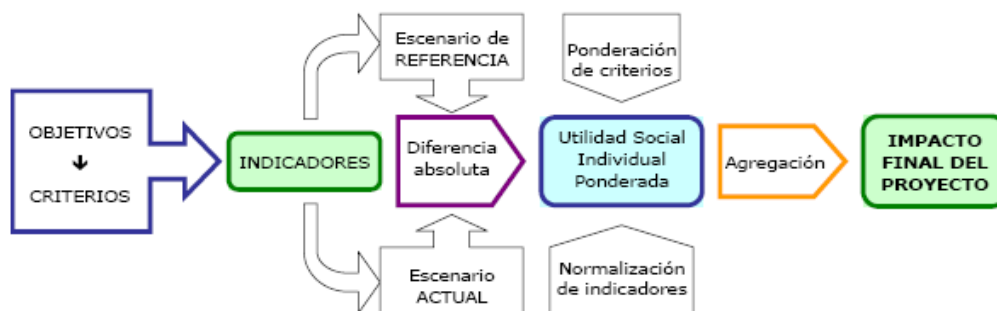 OBJETIVOS
↓
CRITERIOS
INDICADORES
Escenario de
REFERENCIA
Diferencia
absoluta
Escenario
ACTUAL
Ponderación
de criterios
Utilidad Social
Individual
Ponderada
Normalización
de indicadores
Agregación
IMPACTO
FINAL DEL
PROYECTO